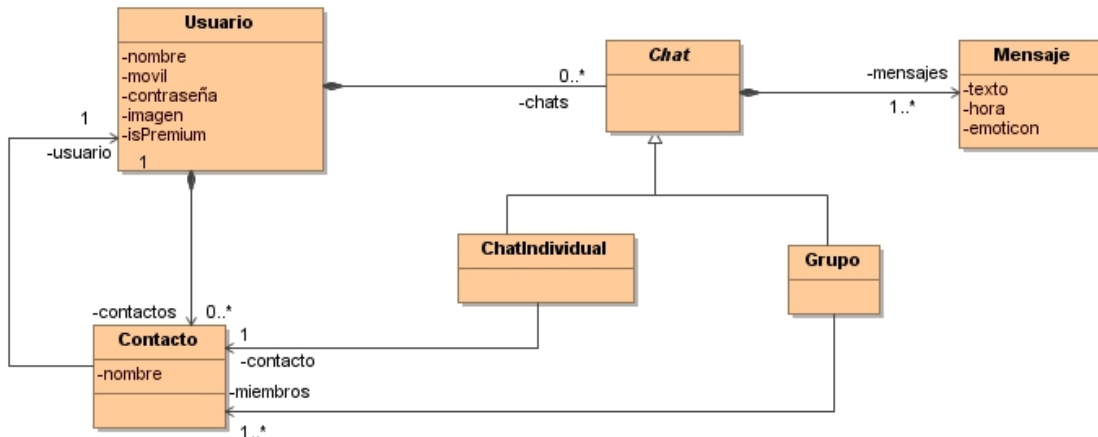 Usuario
-nombre
-movil
-contraseña
-imagen
-isPremium
1
-usuario
1
0..*
-chats
Chat
-mensajes
1..*
Mensaje
-texto
-hora
-emoticon
ChatIndividual
Grupo
-contactos
0..*
Contacto
-nombre
1
-contacto
-miembros
1..*